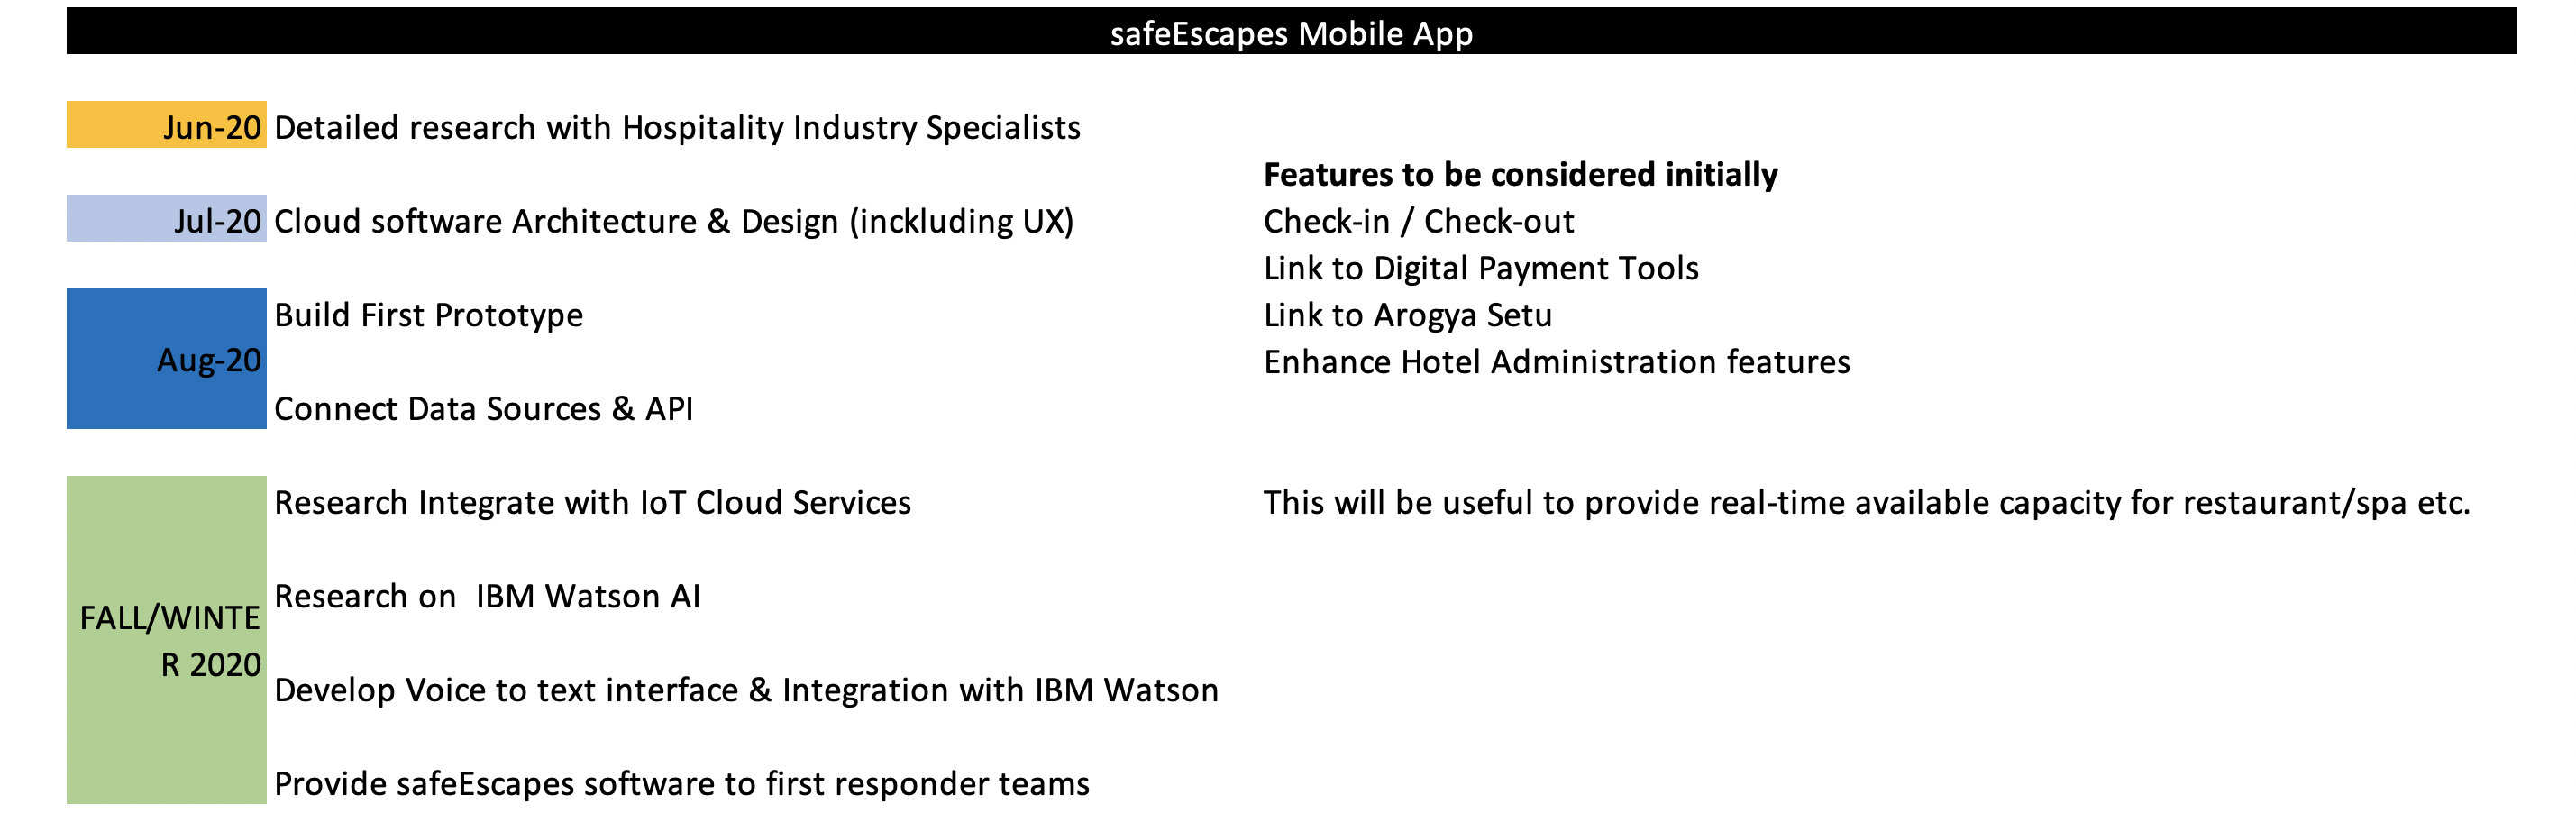 safeEscapes Mobile App
Jun-20 Detailed research with Hospitality Industry Specialists
Features to be considered initially
Jul-20 Cloud software Architecture & Design (inckluding UX) Check-in / Check-out
Link to Digital Payment Tools
Build First Prototype Link to Arogya Setu
Aug-20 Enhance Hotel Administration features
Connect Data Sources & API
Research Integrate with IoT Cloud Services This will be useful to provide real-time available capacity for restaurant/spa etc.
Research on  IBM Watson AI
FALL/WINTE
R 2020
Develop Voice to text interface & Integration with IBM Watson
Provide safeEscapes software to first responder teams